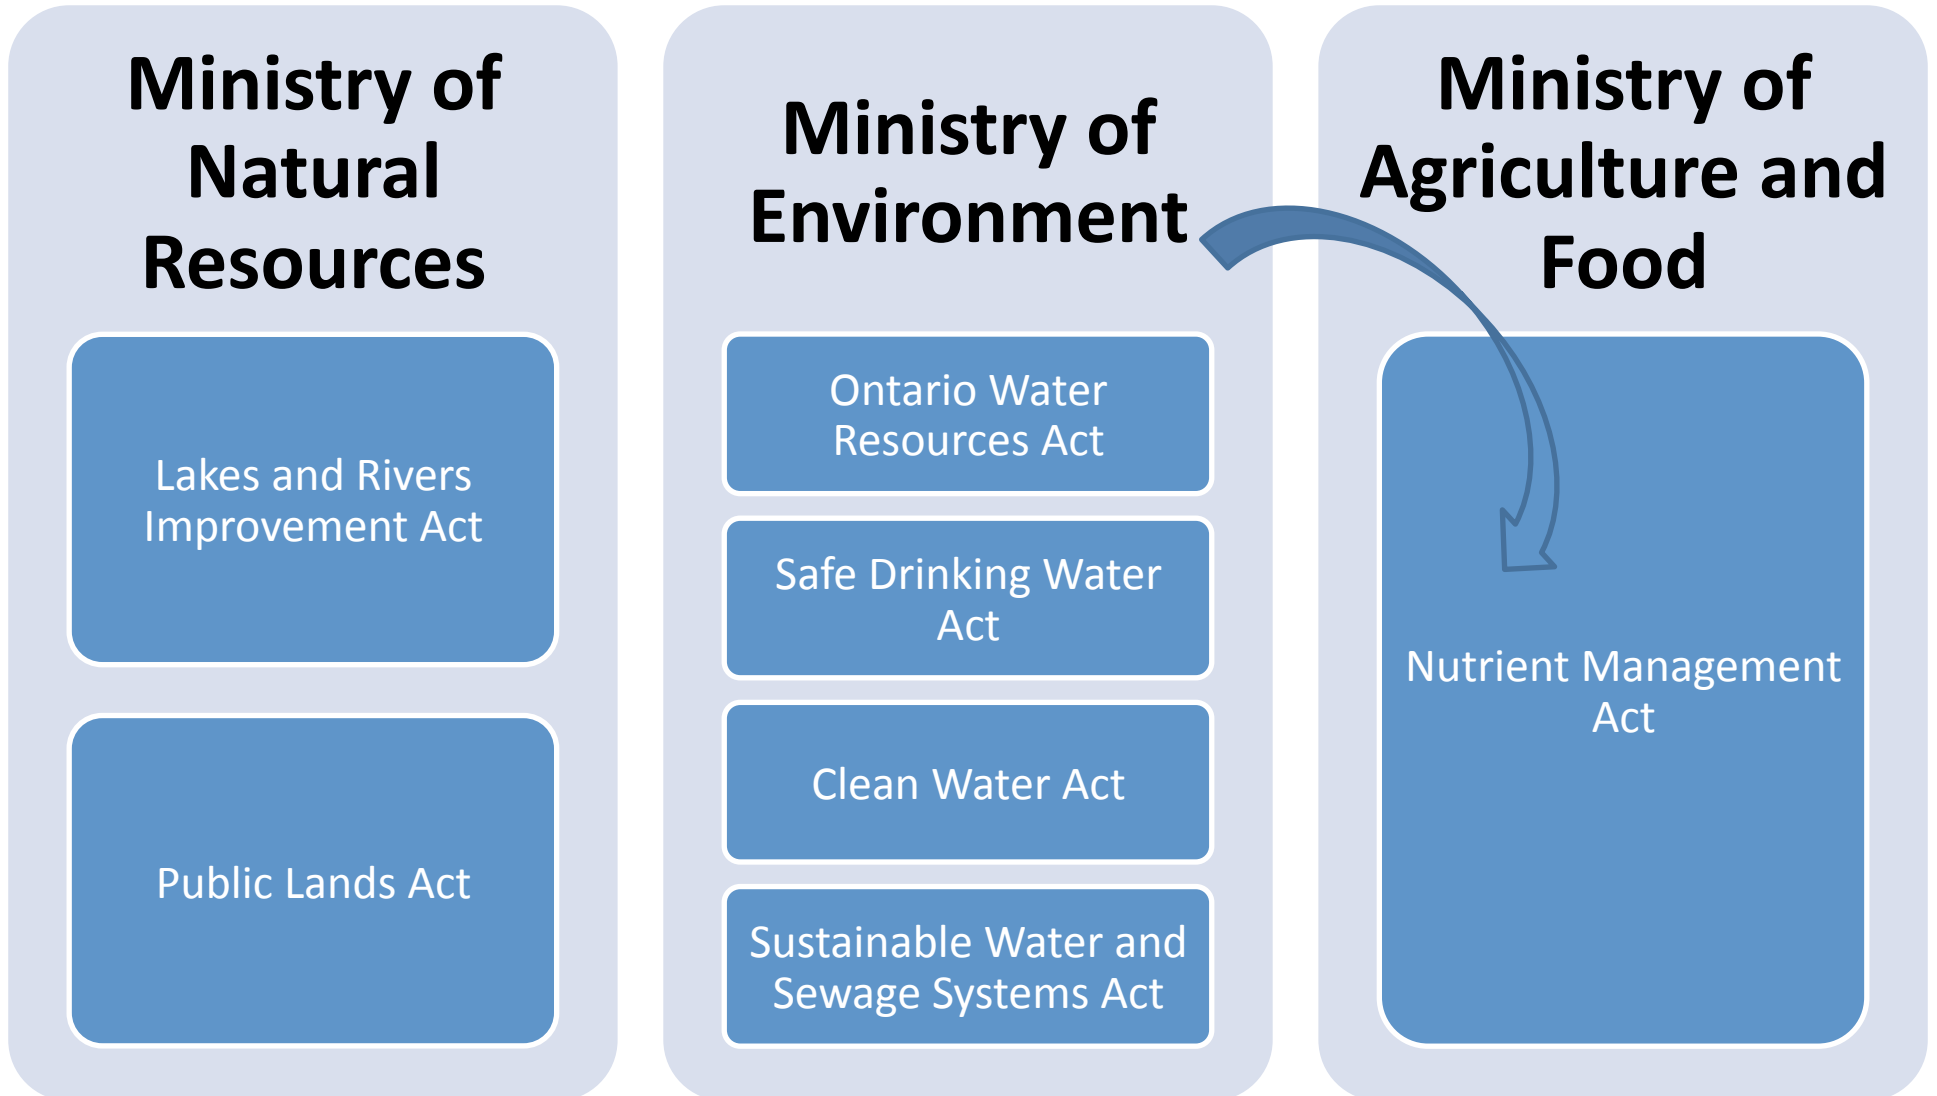 Ministry of
Natural
Resources
Lakes and Rivers
Improvement Act
Public Lands Act
Ministry of
Environment
Ontario Water
Resources Act
Safe Drinking Water
Act
Clean Water Act
Sustainable Water and
Sewage Systems Act
Ministry of
Agriculture and
Food
Nutrient Management
Act